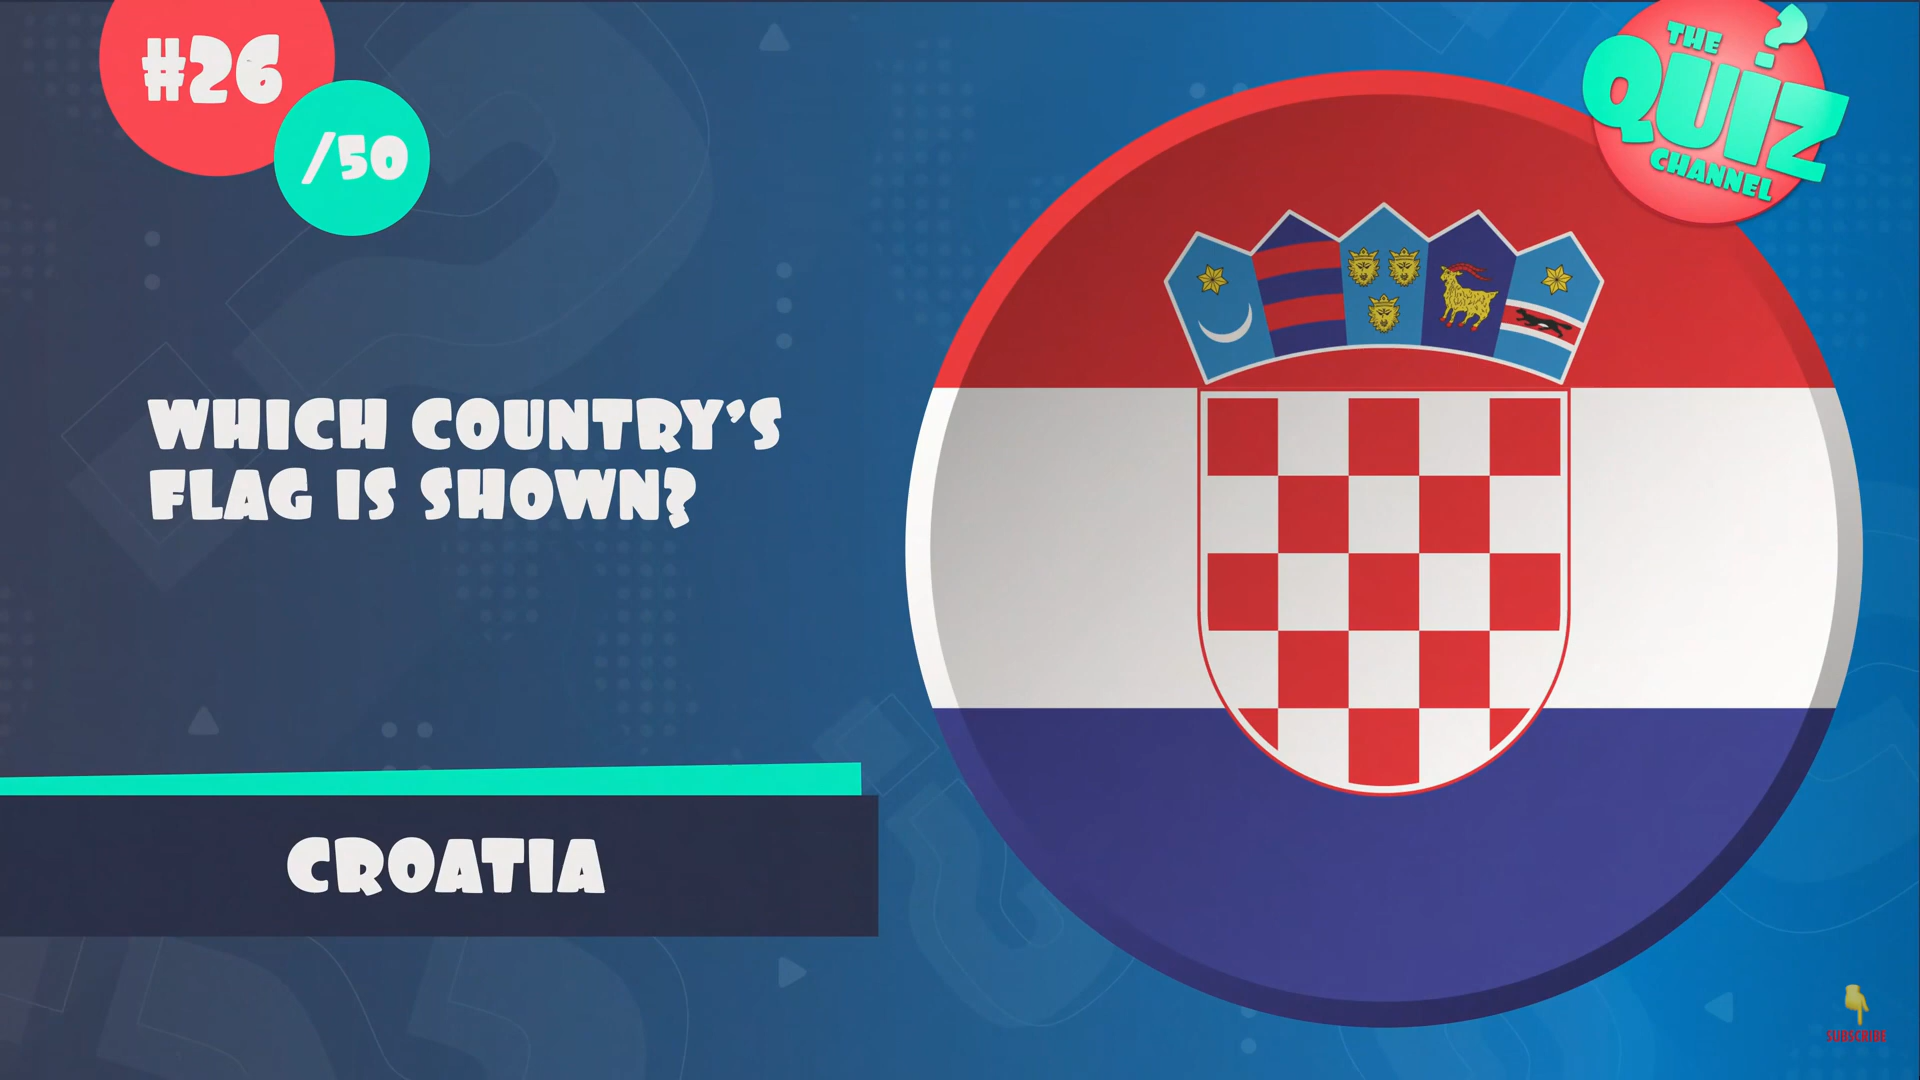 #26
/50
THE
QUIZ
CHANNEL
WHICH COUNTRY'S
FLAG IS SHOWN?
CROATIA
SUBSCRIBE